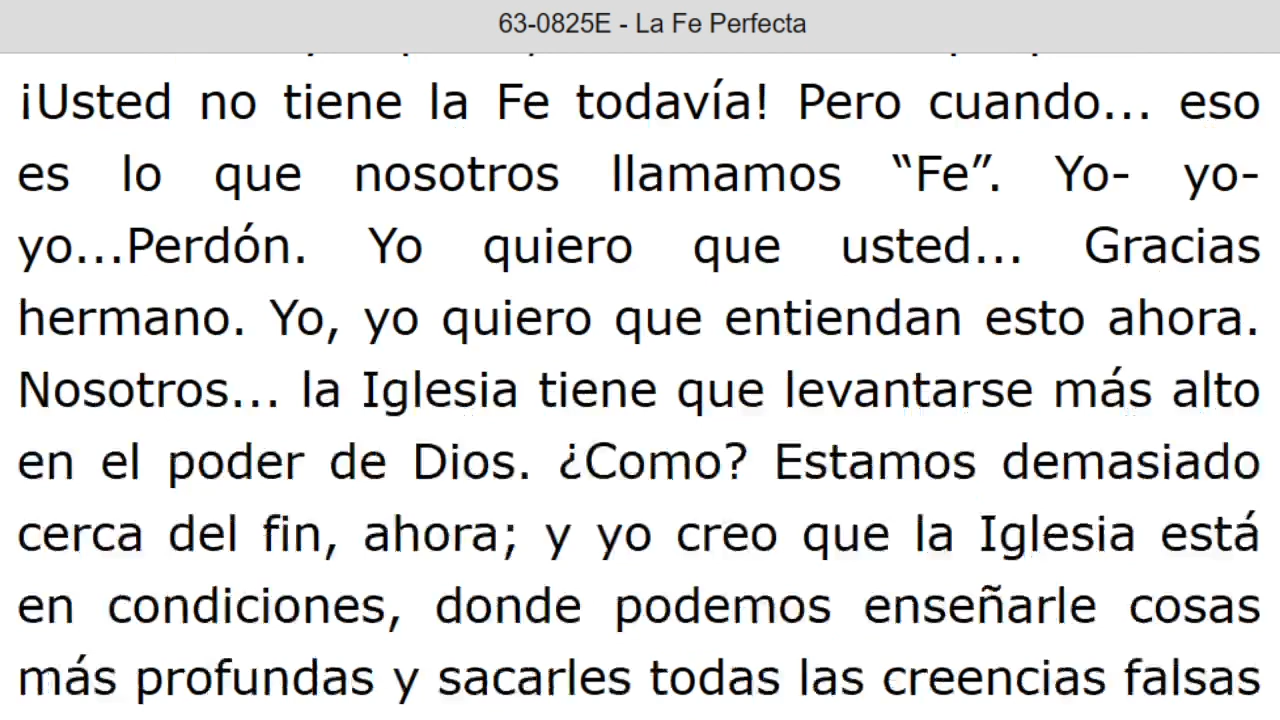 63-0825E - La Fe Perfecta
¡Usted no tiene la Fe todavía! Pero cuando... eso
es lo que nosotros llamamos “Fe”. Yo- yo-
yo...Perdón. Yo quiero que usted... Gracias
hermano. Yo, yo quiero que entiendan esto ahora.
Nosotros... la Iglesia tiene que levantarse más alto
en el poder de Dios. ¿Como? Estamos demasiado
cerca del fin, ahora; y yo creo que la Iglesia está
en condiciones, donde podemos enseñarle cosas
más profundas y sacarles todas las creencias falsas